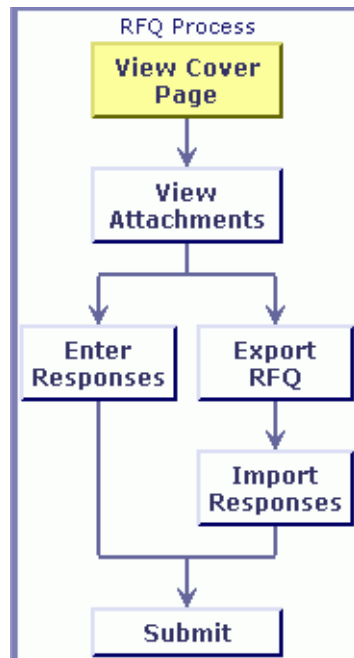 RFQ Process
View Cover
Page
View
Attachments
Enter
Responses
Export
RFQ
Import
Responses
Submit